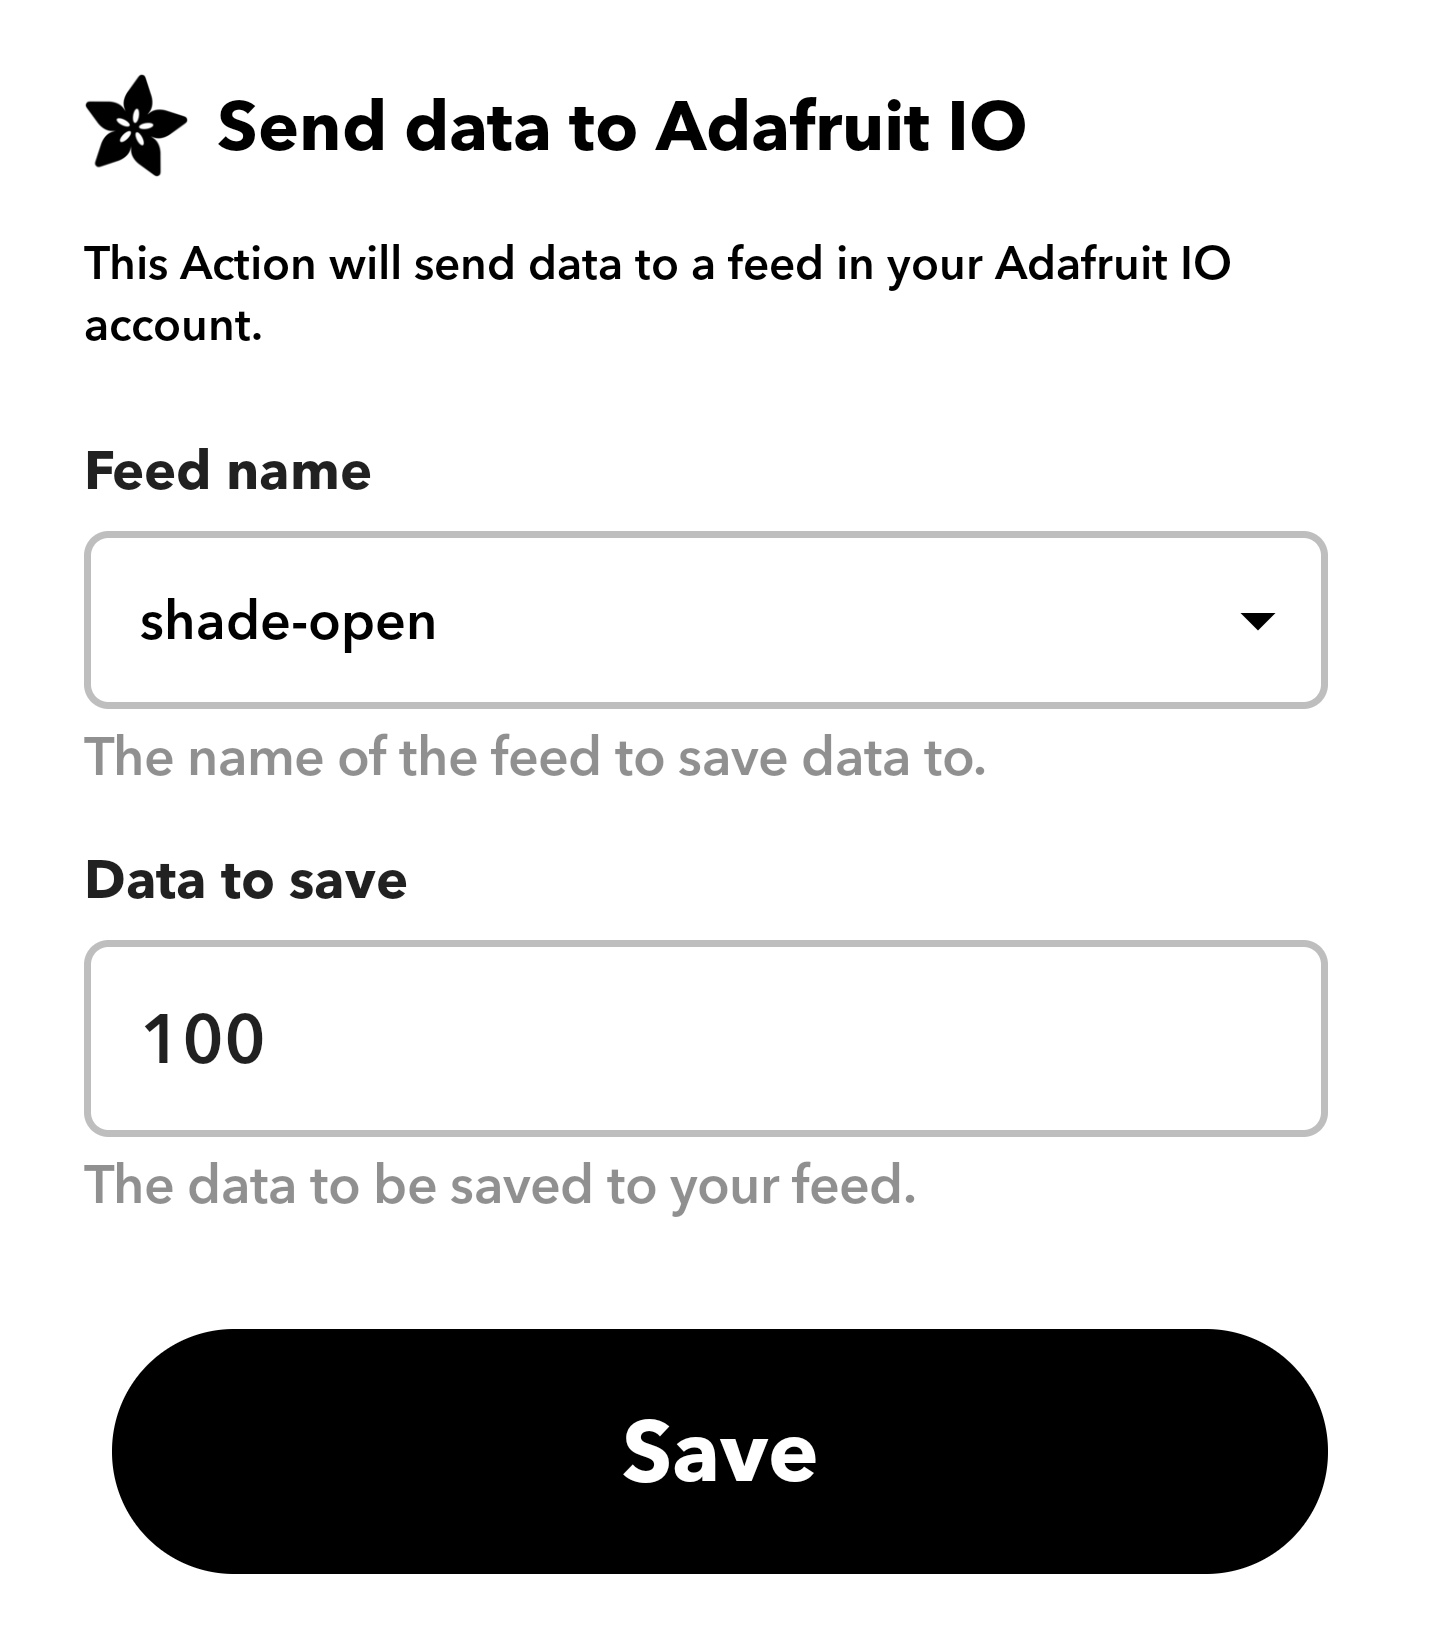 Send data to Adafruit IO
This Action will send data to a feed in your Adafruit IO
account.
Feed name
shade-open
The name of the feed to save data to.
Data to save
100
The data to be saved to your feed.
Save